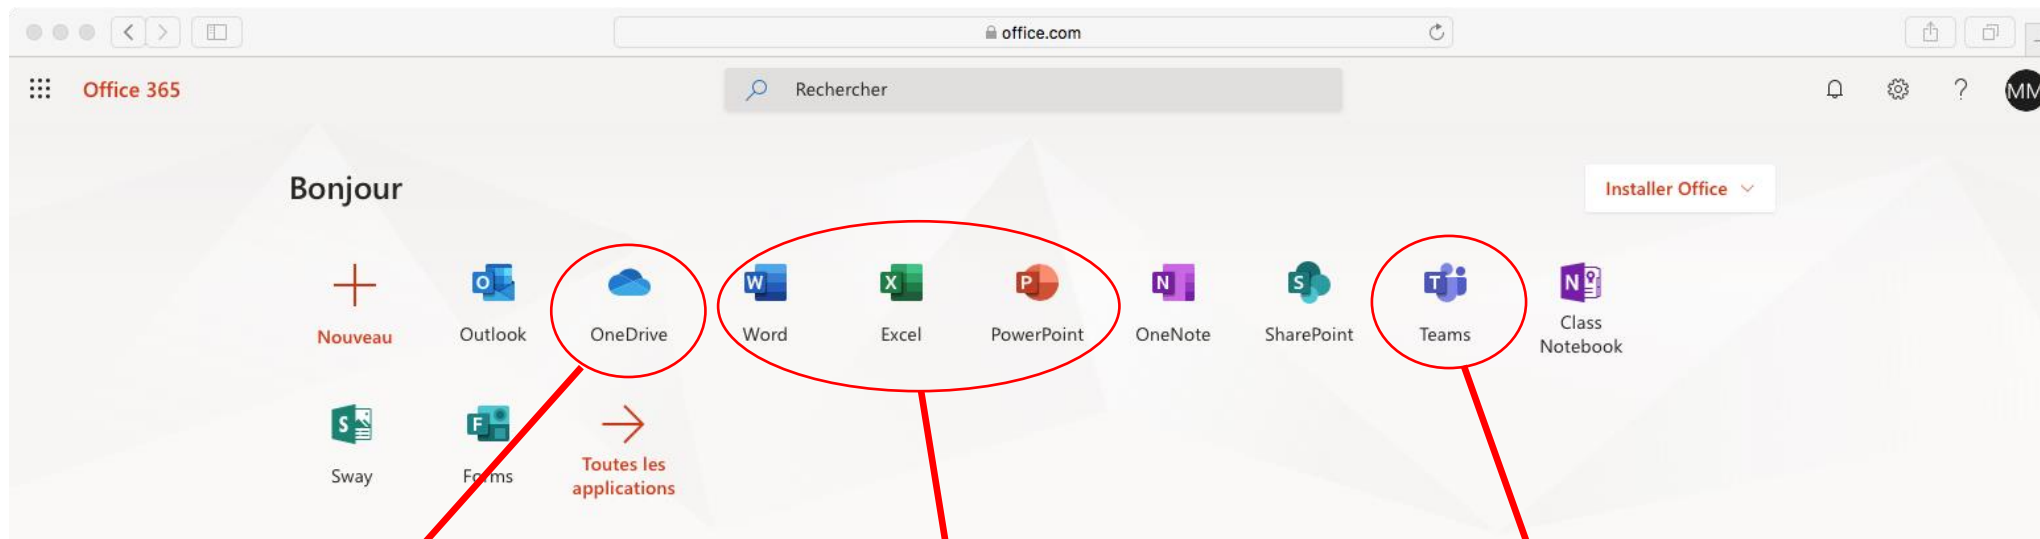 office.com
Office 365
Rechercher
MM
Bonjour
Installer Office
Nouveau
Outlook
OneDrive
Word
Excel
PowerPoint
OneNote
SharePoint
Teams
Class
Notebook
Sway
Forms
Toutes les
applications